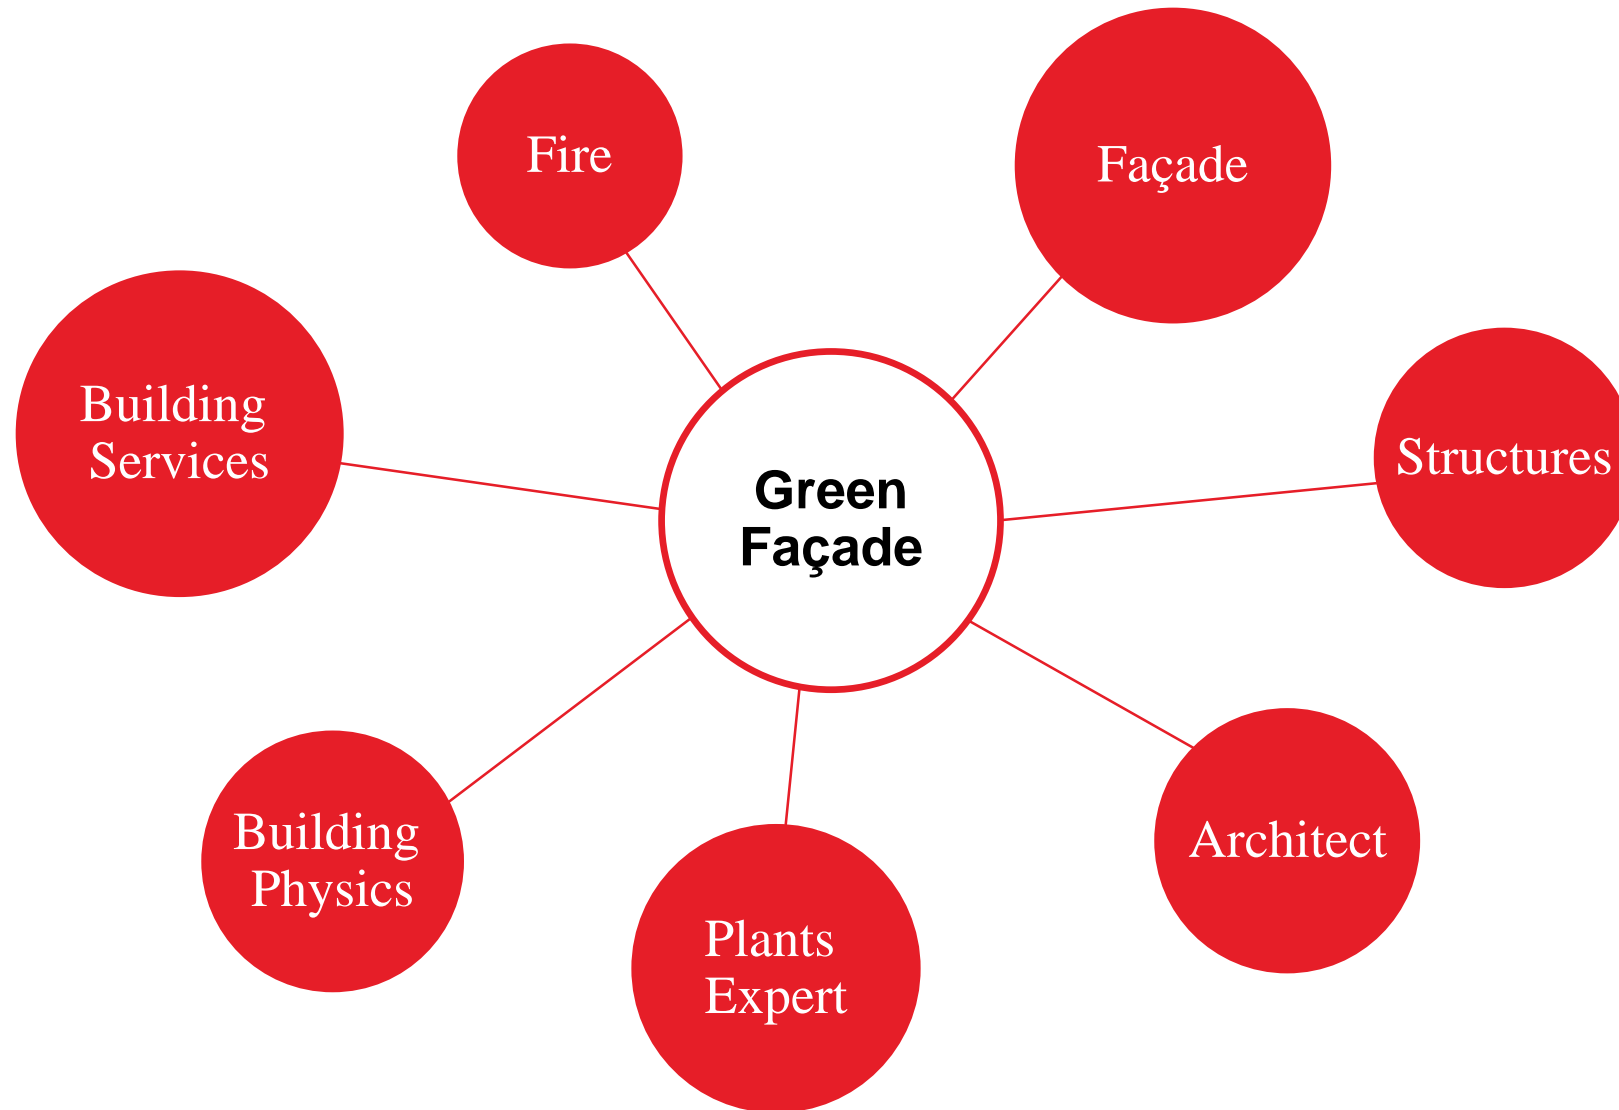 Fire
Façade
Building
Services
Structures
Green
Façade
Building
Physics
Architect
Plants
Expert